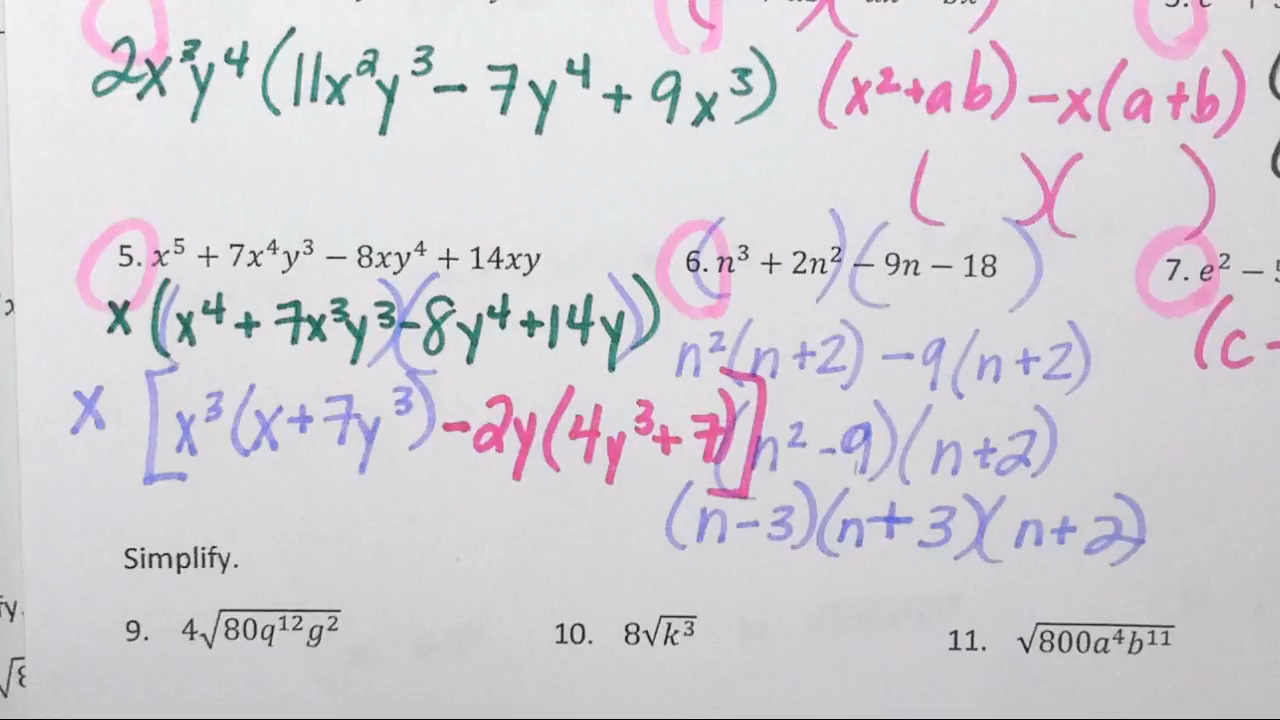 2x³y⁴(11x²y³ - 7y⁴ + 9x³)
(x²+ab) - x(a+b)
( )( )
5. x⁵ + 7x⁴y³ − 8xy⁴ + 14xy
x((x⁴ + 7x³y³)(-8y⁴+14y))
x [x³(x+7y³) -2y(4y³+7)]
6. (n³ + 2n²)(− 9n − 18)
n²(n+2) - 9(n+2)
(n² - 9)(n+2)
(n-3)(n+3)(n+2)
7. e² −
(c -
Simplify.
9. 4√80q¹²g²
10. 8√k³
11. √800a⁴b¹¹